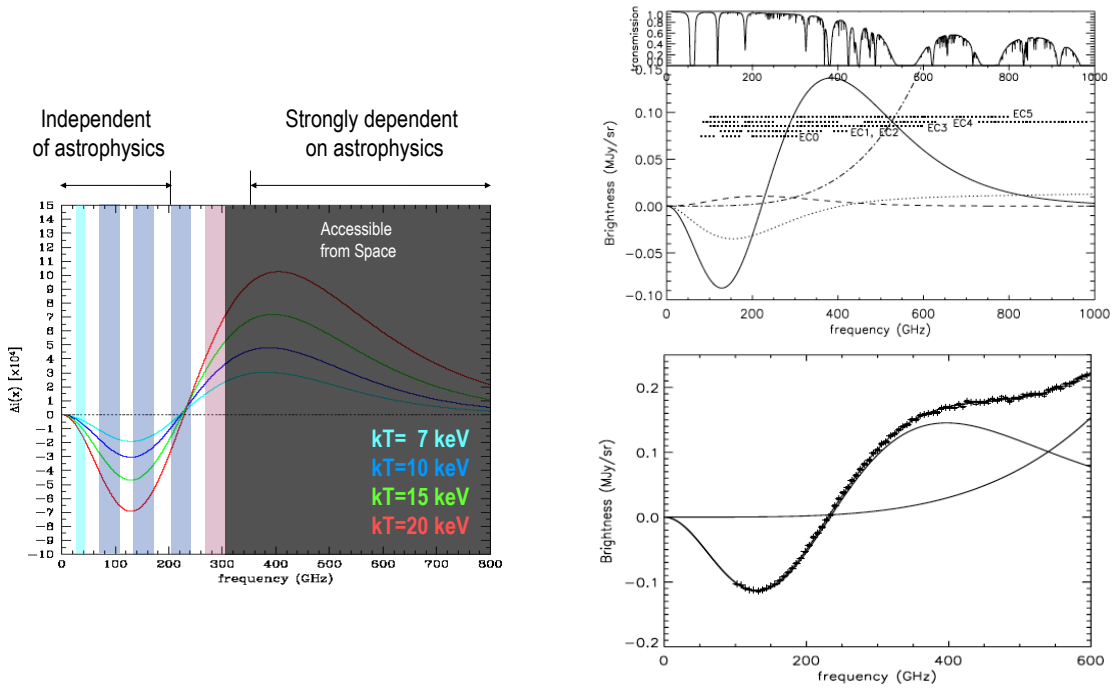 Independent
of astrophysics
Strongly dependent
on astrophysics
Accessible
from Space
Δi(x) [x10⁴]
15
14
13
12
11
10
9
8
7
6
5
4
3
2
1
0
−1
−2
−3
−4
−5
−6
−7
−8
−9
−10
kT= 7 keV
kT=10 keV
kT=15 keV
kT=20 keV
0 100 200 300 400 500 600 700 800
frequency (GHz)
transmission
1.0
0.8
0.6
0.4
0.2
0.0
0 200 400 600 800 1000
Brightness (MJy/sr)
0.15
0.10
0.05
0.00
−0.05
−0.10
EC5
EC4
EC3
EC1, EC2
EC0
0 200 400 600 800 1000
frequency (GHz)
Brightness (MJy/sr)
0.2
0.1
0.0
−0.1
−0.2
0 200 400 600
frequency (GHz)